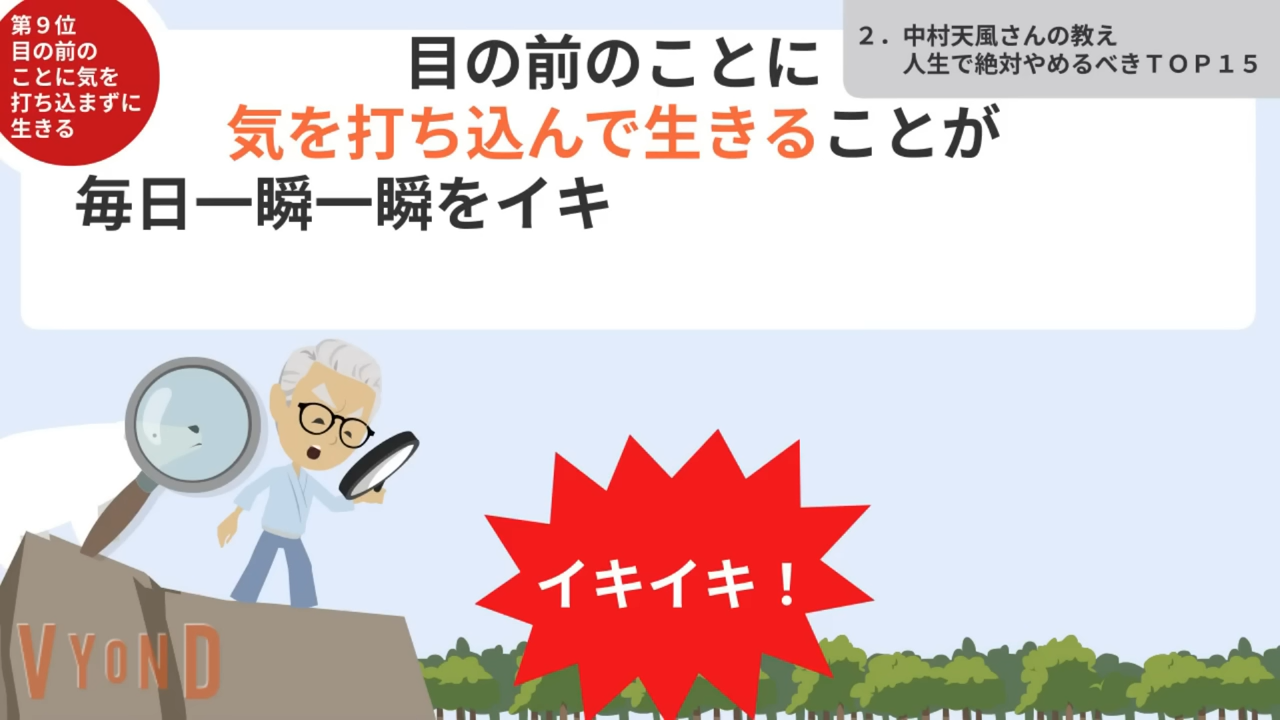 第９位
目の前の
ことに気を
打ち込まずに
生きる
２．中村天風さんの教え
人生で絶対やめるべきＴＯＰ１５
目の前のことに
気を打ち込んで生きることが
毎日一瞬一瞬をイキ
イキイキ！
VYOND